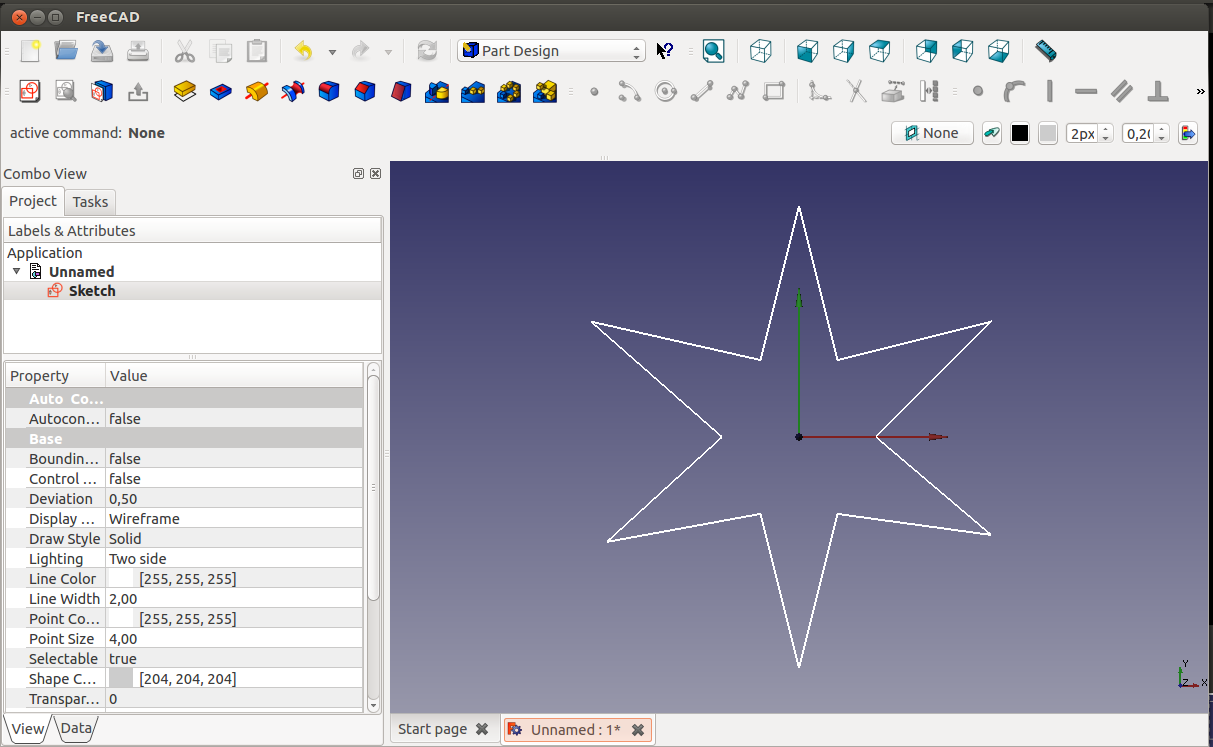 FreeCAD
Part Design
active command: None
None
2px
0,20
Combo View
Project
Tasks
Labels & Attributes
Application
Unnamed
Sketch
Property Value
Auto Co...
Autocon... false
Base
Boundin... false
Control ... false
Deviation 0,50
Display ... Wireframe
Draw Style Solid
Lighting Two side
Line Color [255, 255, 255]
Line Width 2,00
Point Co... [255, 255, 255]
Point Size 4,00
Selectable true
Shape C... [204, 204, 204]
Transpar... 0
View Data
Y
Z X
Start page
Unnamed : 1*